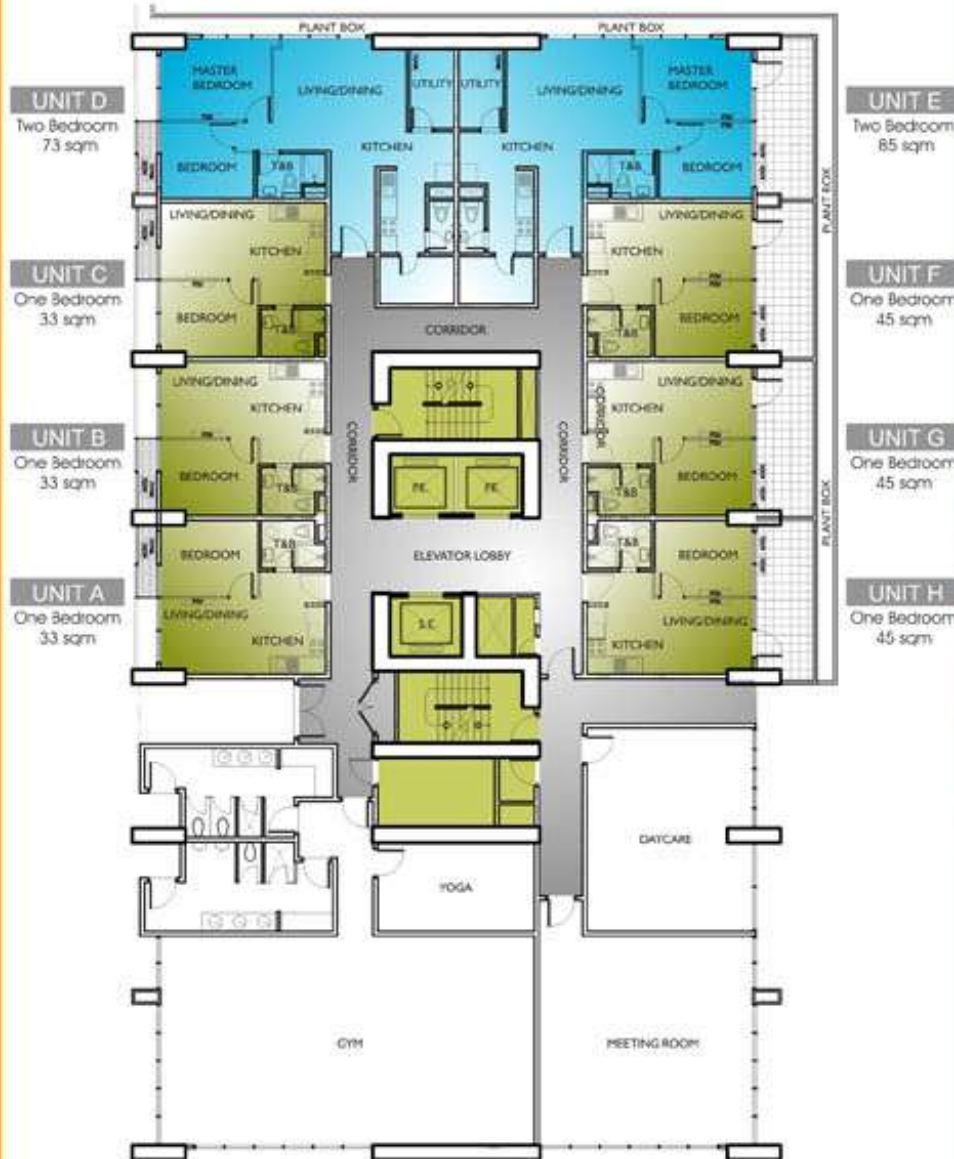 PLANT BOX
PLANT BOX
UNIT D
Two Bedroom
73 sqm
MASTER
BEDROOM
LIVING/DINING
UTILITY
UTILITY
LIVING/DINING
MASTER
BEDROOM
UNIT E
Two Bedroom
85 sqm
KITCHEN
KITCHEN
BEDROOM
T&B
T&B
BEDROOM
PLANT BOX
LIVING/DINING
LIVING/DINING
UNIT C
One Bedroom
33 sqm
KITCHEN
BEDROOM
T&B
KITCHEN
BEDROOM
T&B
UNIT F
One Bedroom
45 sqm
CORRIDOR
LIVING/DINING
KITCHEN
LIVING/DINING
KITCHEN
CORRIDOR
CORRIDOR
CORRIDOR
UNIT B
One Bedroom
33 sqm
BEDROOM
T&B
P.E.
P.E.
T&B
BEDROOM
UNIT G
One Bedroom
45 sqm
PLANT BOX
BEDROOM
T&B
ELEVATOR LOBBY
T&B
BEDROOM
UNIT A
One Bedroom
33 sqm
LIVING/DINING
KITCHEN
S.E.
LIVING/DINING
KITCHEN
UNIT H
One Bedroom
45 sqm
DAYCARE
YOGA
GYM
MEETING ROOM